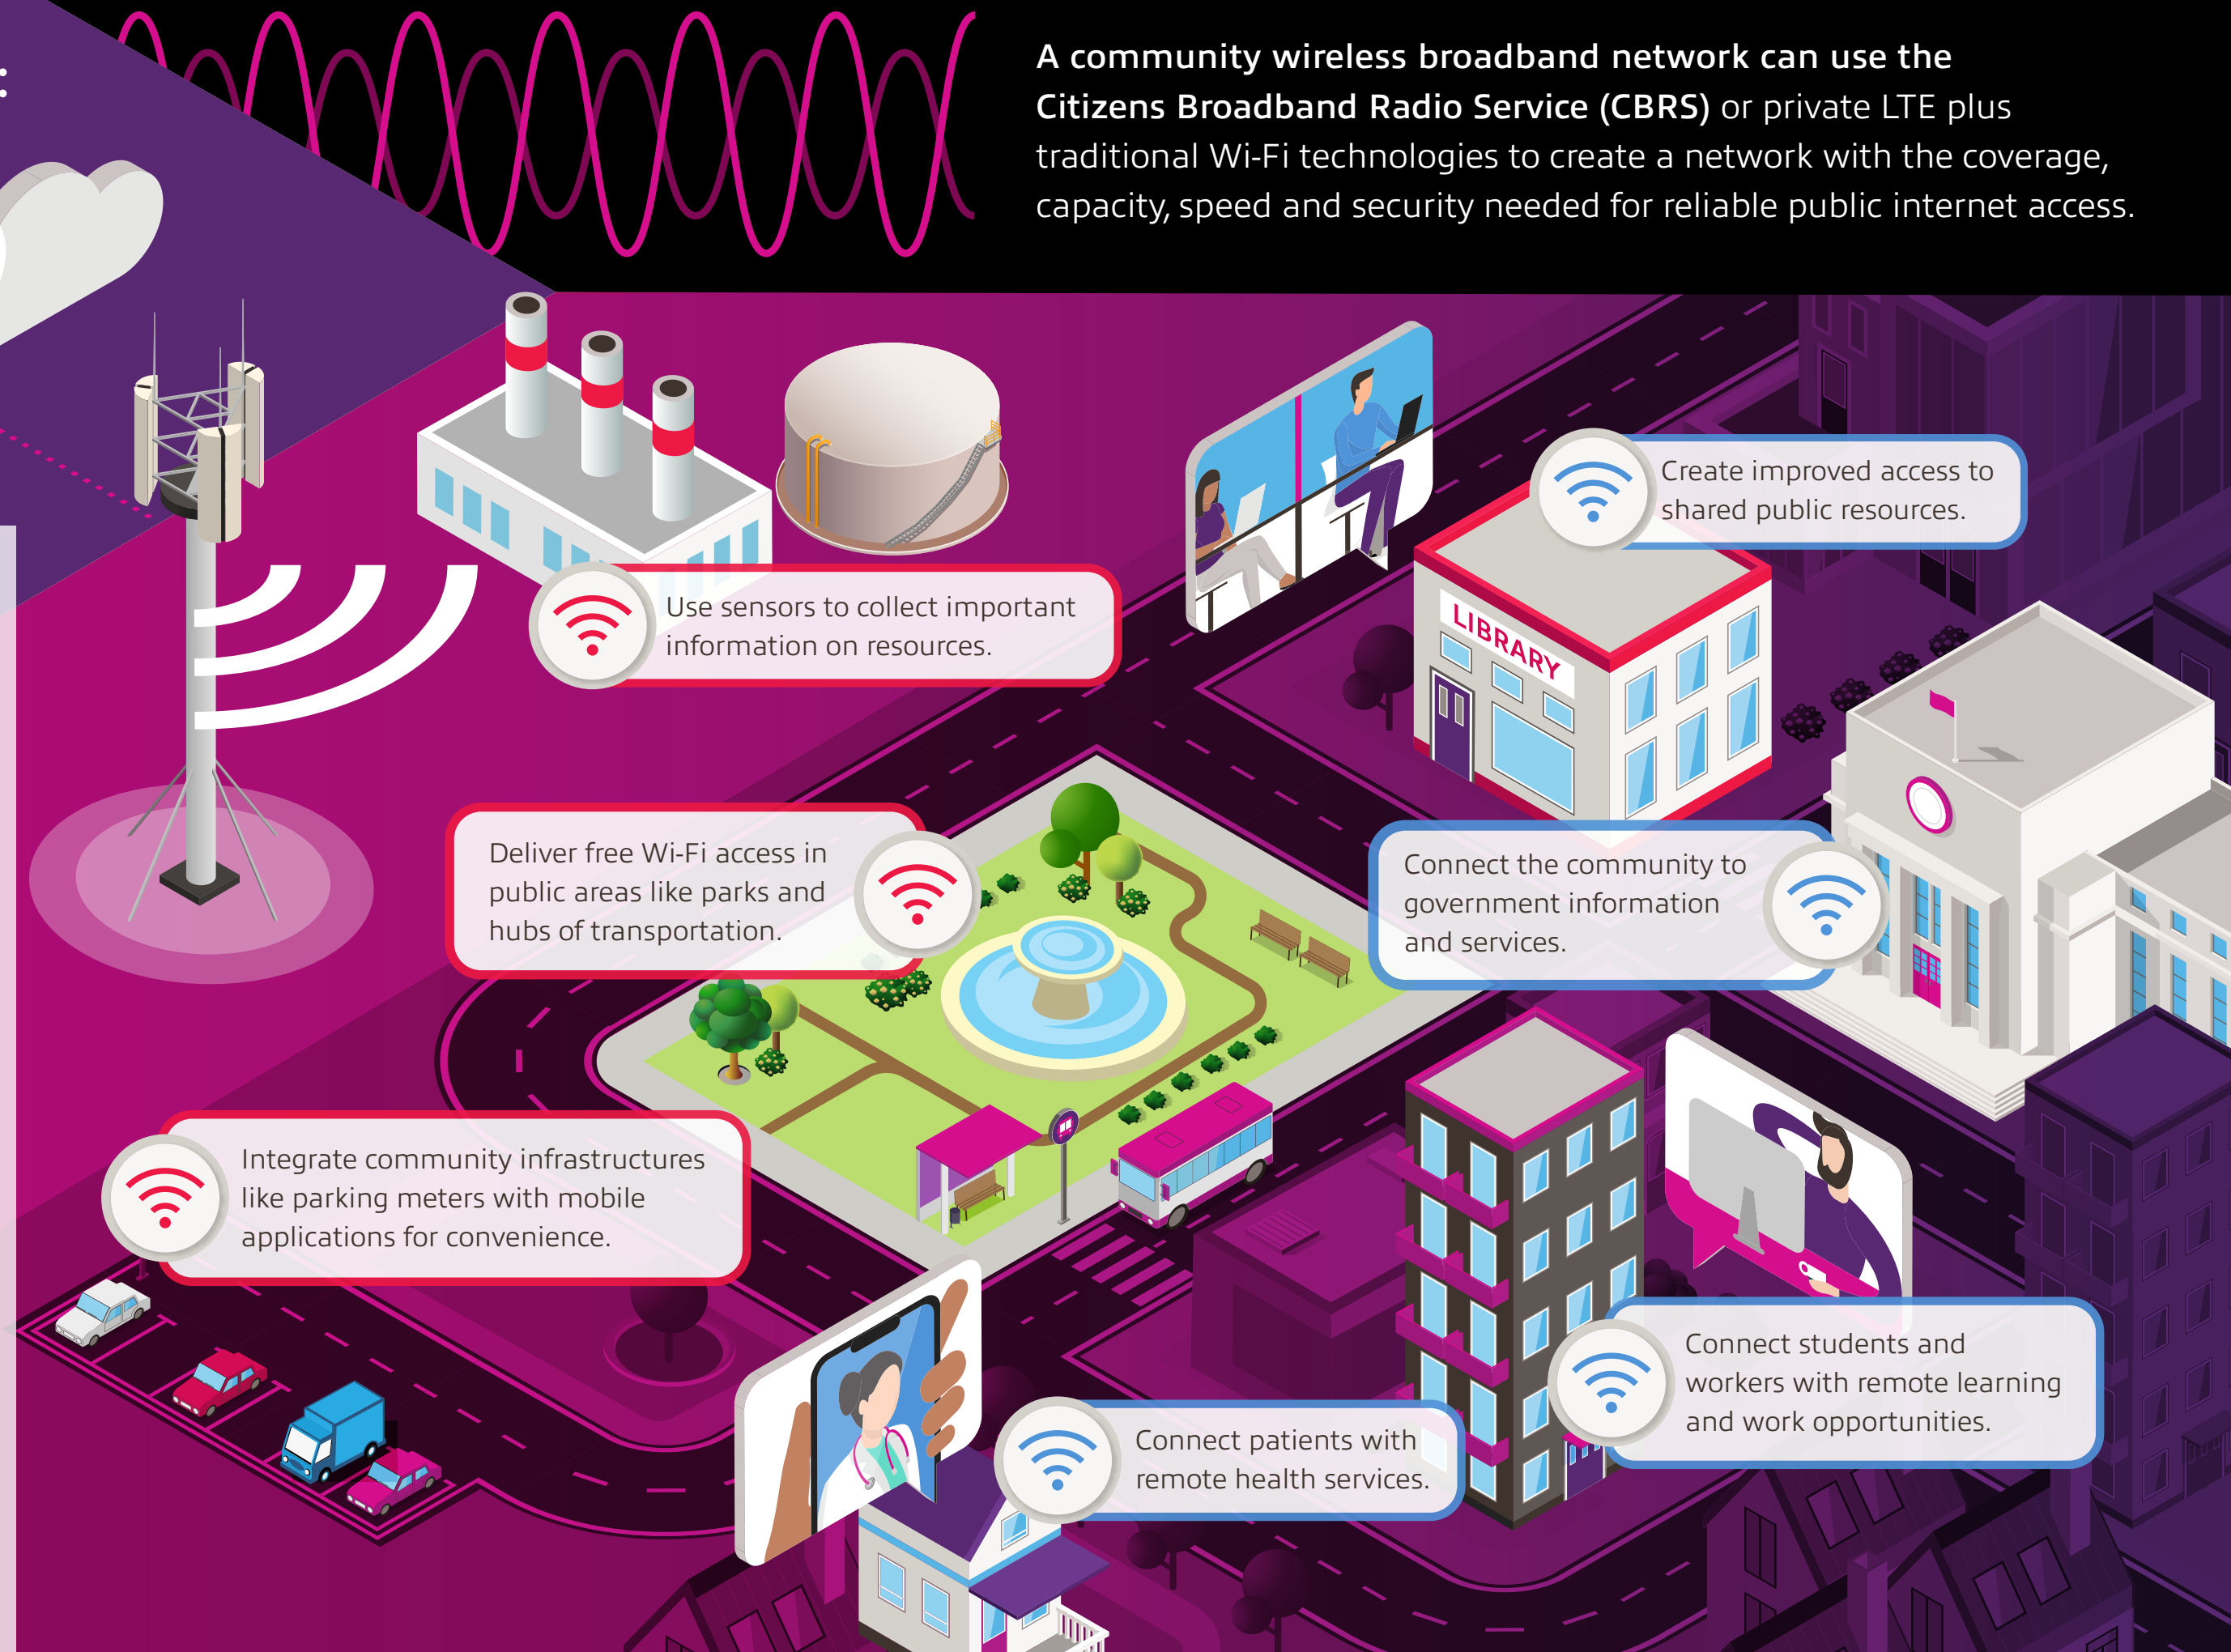 :
A community wireless broadband network can use the
Citizens Broadband Radio Service (CBRS) or private LTE plus
traditional Wi-Fi technologies to create a network with the coverage,
capacity, speed and security needed for reliable public internet access.
Create improved access to
shared public resources.
Use sensors to collect important
information on resources.
LIBRARY
Deliver free Wi-Fi access in
public areas like parks and
hubs of transportation.
Connect the community to
government information
and services.
Integrate community infrastructures
like parking meters with mobile
applications for convenience.
Connect students and
workers with remote learning
and work opportunities.
Connect patients with
remote health services.